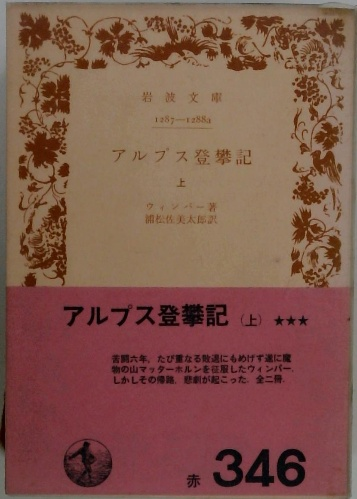 岩波文庫
1287—1288a
アルプス登攀記
上
ウィンパー著
浦松佐美太郎訳
アルプス登攀記（上）★★★
苦闘六年、たび重なる敗退にもめげず遂に魔
物の山マッターホルンを征服したウィンパー.
しかしその帰路、悲劇が起こった. 全二冊.
赤 346